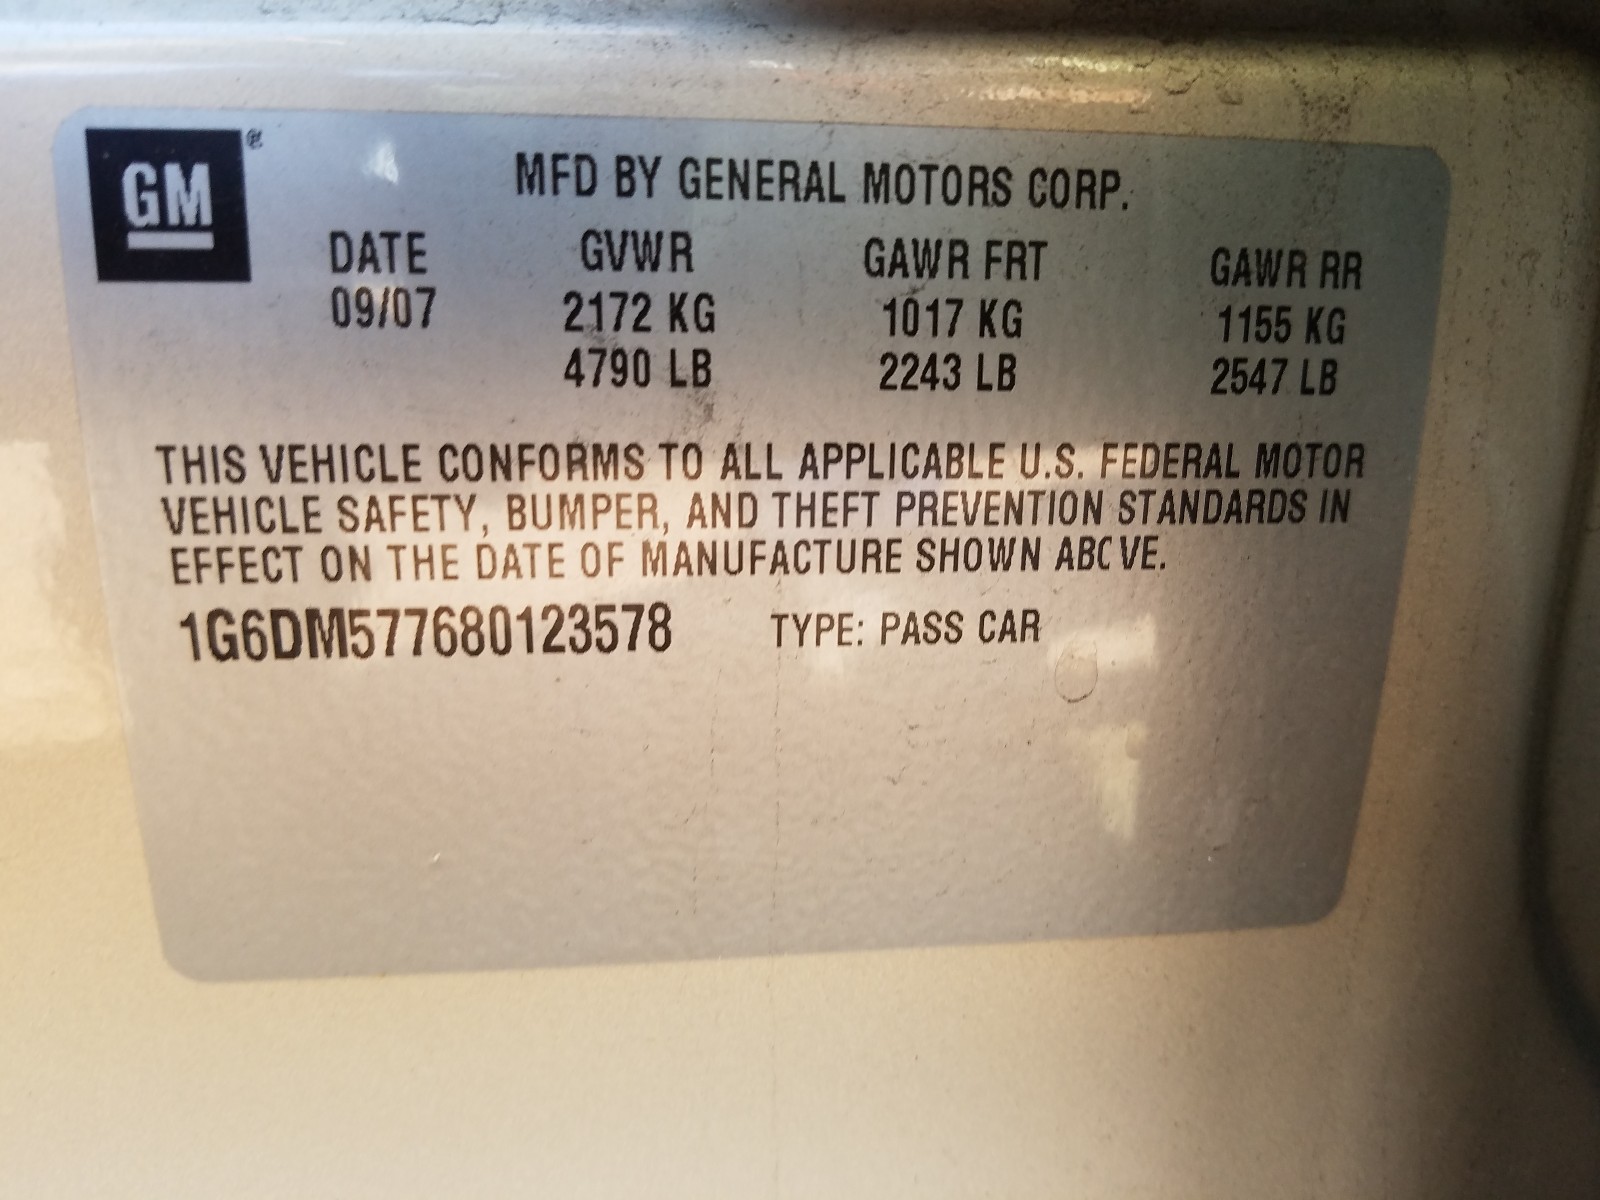 GM®
MFD BY GENERAL MOTORS CORP.
DATE GVWR GAWR FRT GAWR RR
09/07 2172 KG 1017 KG 1155 KG
4790 LB 2243 LB 2547 LB
THIS VEHICLE CONFORMS TO ALL APPLICABLE U.S. FEDERAL MOTOR
VEHICLE SAFETY, BUMPER, AND THEFT PREVENTION STANDARDS IN
EFFECT ON THE DATE OF MANUFACTURE SHOWN ABOVE.
1G6DM577680123578 TYPE: PASS CAR